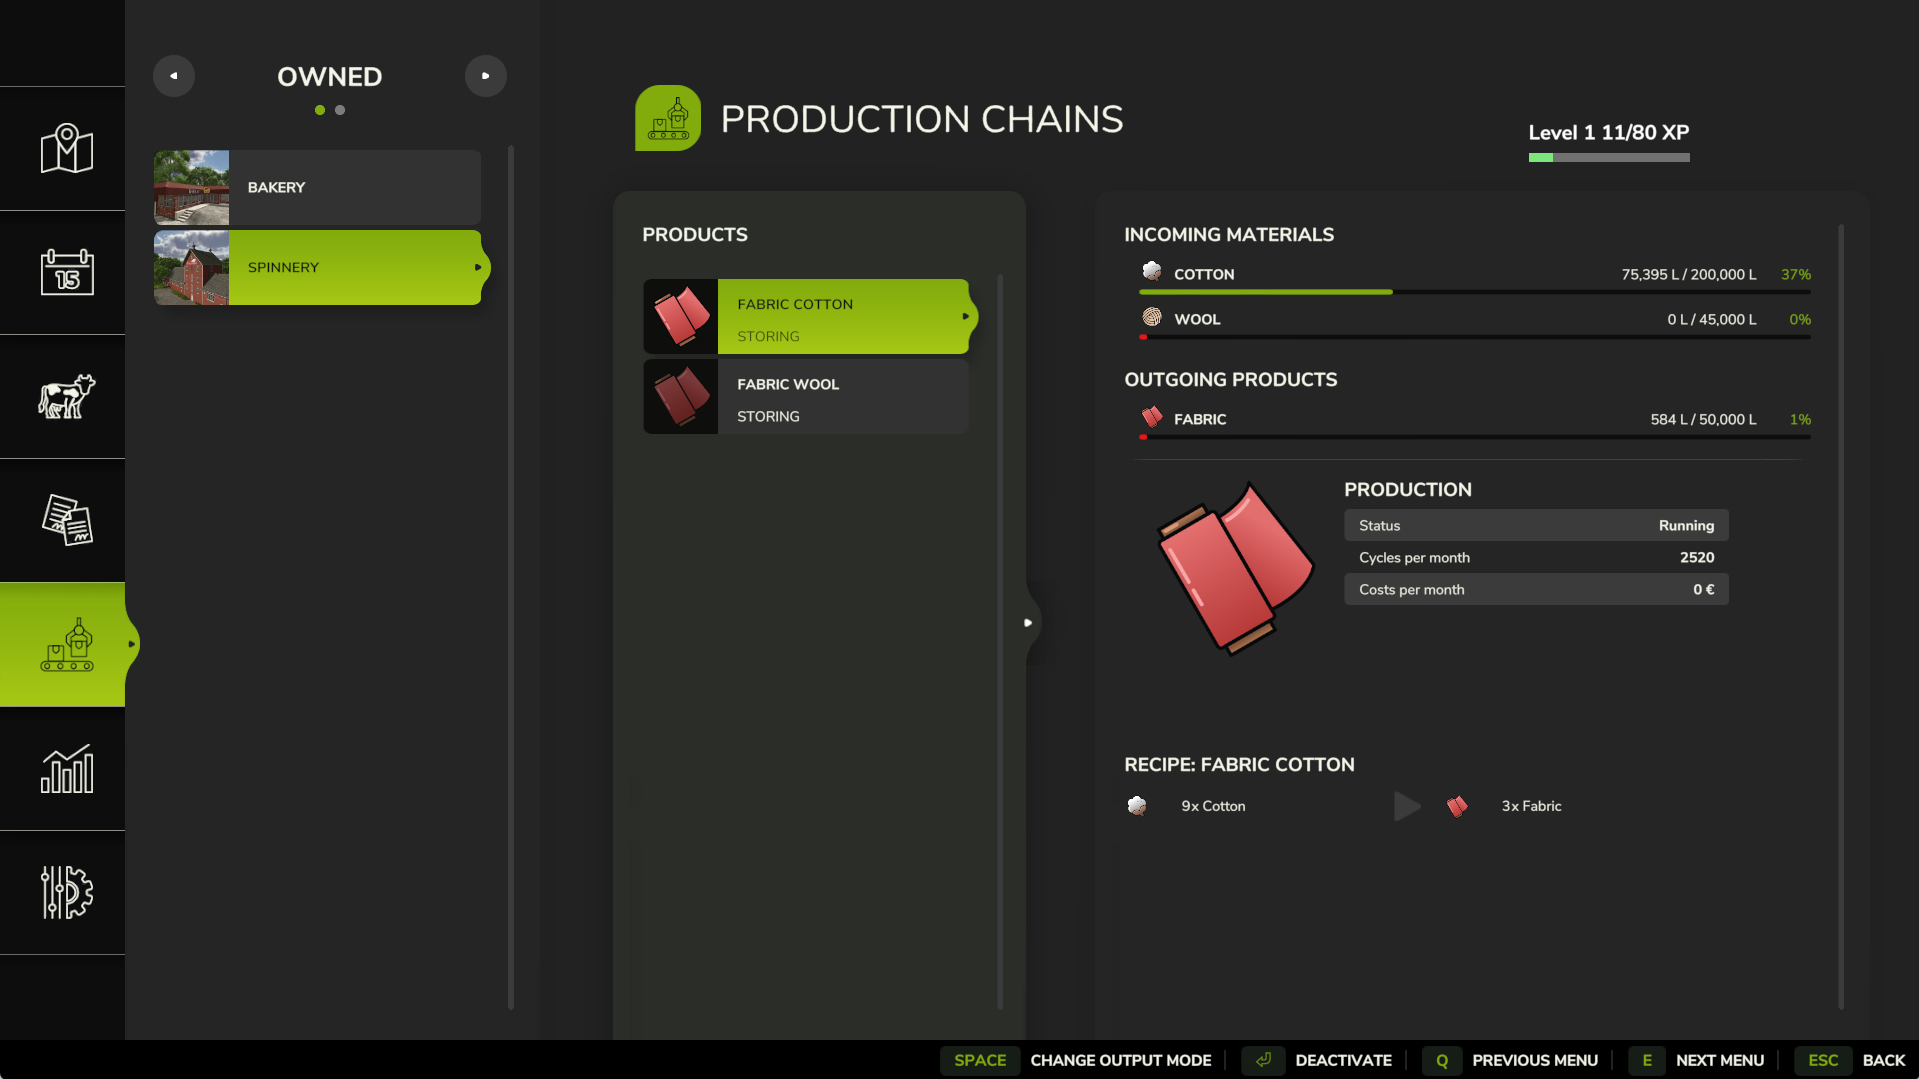 OWNED
BAKERY
SPINNERY
15
PRODUCTION CHAINS
Level 1 11/80 XP
PRODUCTS
FABRIC COTTON
STORING
FABRIC WOOL
STORING
INCOMING MATERIALS
COTTON 75,395 L / 200,000 L 37%
WOOL 0 L / 45,000 L 0%
OUTGOING PRODUCTS
FABRIC 584 L / 50,000 L 1%
PRODUCTION
Status Running
Cycles per month 2520
Costs per month 0 €
RECIPE: FABRIC COTTON
9x Cotton 3x Fabric
SPACE CHANGE OUTPUT MODE DEACTIVATE Q PREVIOUS MENU E NEXT MENU ESC BACK